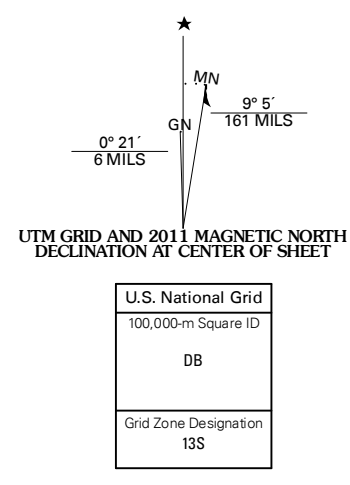 ★
MN
9° 5´
161 MILS
GN
0° 21´
6 MILS
UTM GRID AND 2011 MAGNETIC NORTH
DECLINATION AT CENTER OF SHEET
U.S. National Grid
100,000-m Square ID
DB
Grid Zone Designation
13S